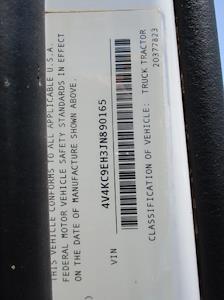 THIS VEHICLE CONFORMS TO ALL APPLICABLE U.S.A.
FEDERAL MOTOR VEHICLE SAFETY STANDARDS IN EFFECT
ON THE DATE OF MANUFACTURE SHOWN ABOVE.
4V4KC9EH3JN890165
VIN
CLASSIFICATION OF VEHICLE: TRUCK TRACTOR
20377823